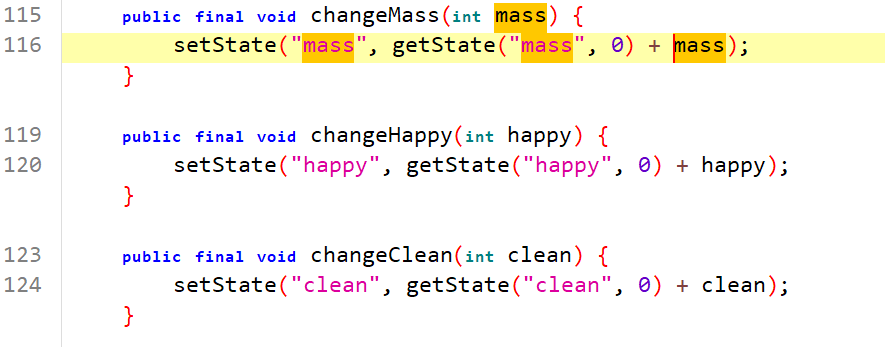 115 public final void changeMass(int mass) {
116 setState("mass", getState("mass", 0) + mass);
}
119 public final void changeHappy(int happy) {
120 setState("happy", getState("happy", 0) + happy);
}
123 public final void changeClean(int clean) {
124 setState("clean", getState("clean", 0) + clean);
}